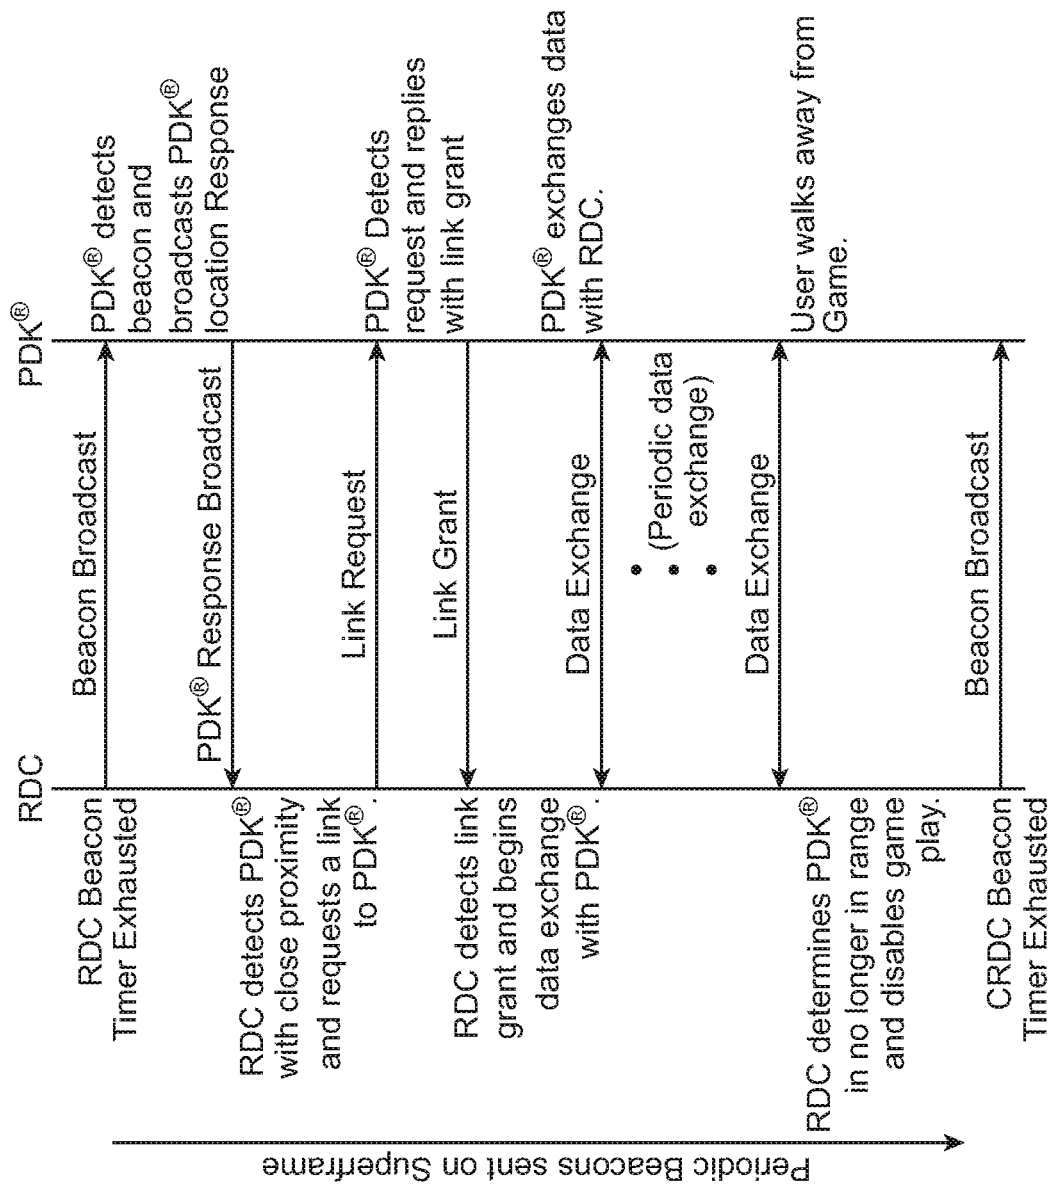 RDC
PDK®
RDC Beacon
Timer Exhausted
Beacon Broadcast
PDK® detects
beacon and
broadcasts PDK®
location Response
PDK® Response Broadcast
RDC detects PDK®
with close proximity
and requests a link
to PDK®.
Link Request
PDK® Detects
request and replies
with link grant
Link Grant
RDC detects link
grant and begins
data exchange
with PDK®.
Data Exchange
PDK® exchanges data
with RDC.
(Periodic data
exchange)
Data Exchange
User walks away from
Game.
RDC determines PDK®
in no longer in range
and disables game
play.
CRDC Beacon
Timer Exhausted
Beacon Broadcast
Periodic Beacons sent on Superframe